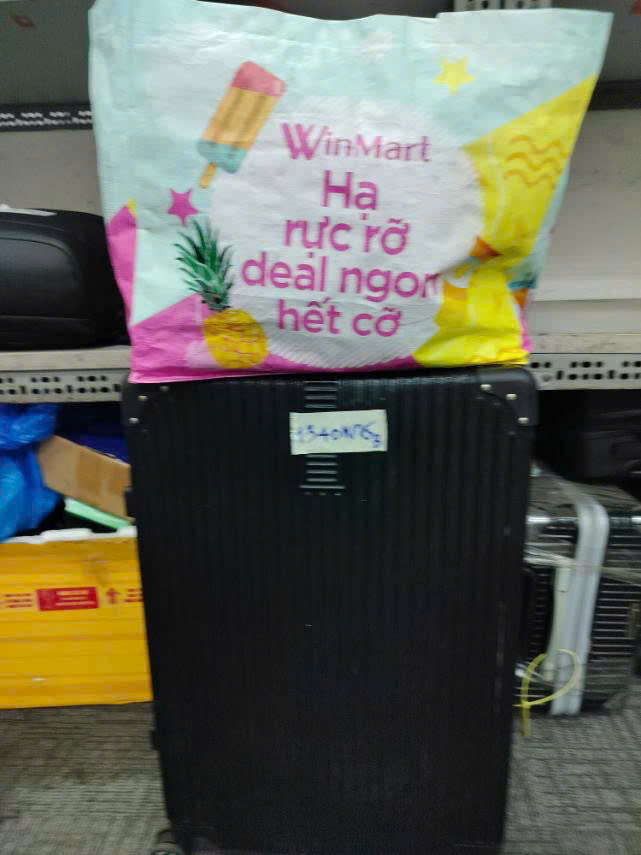 WinMart
Hạ
rực rỡ
deal ngon
hết cỡ